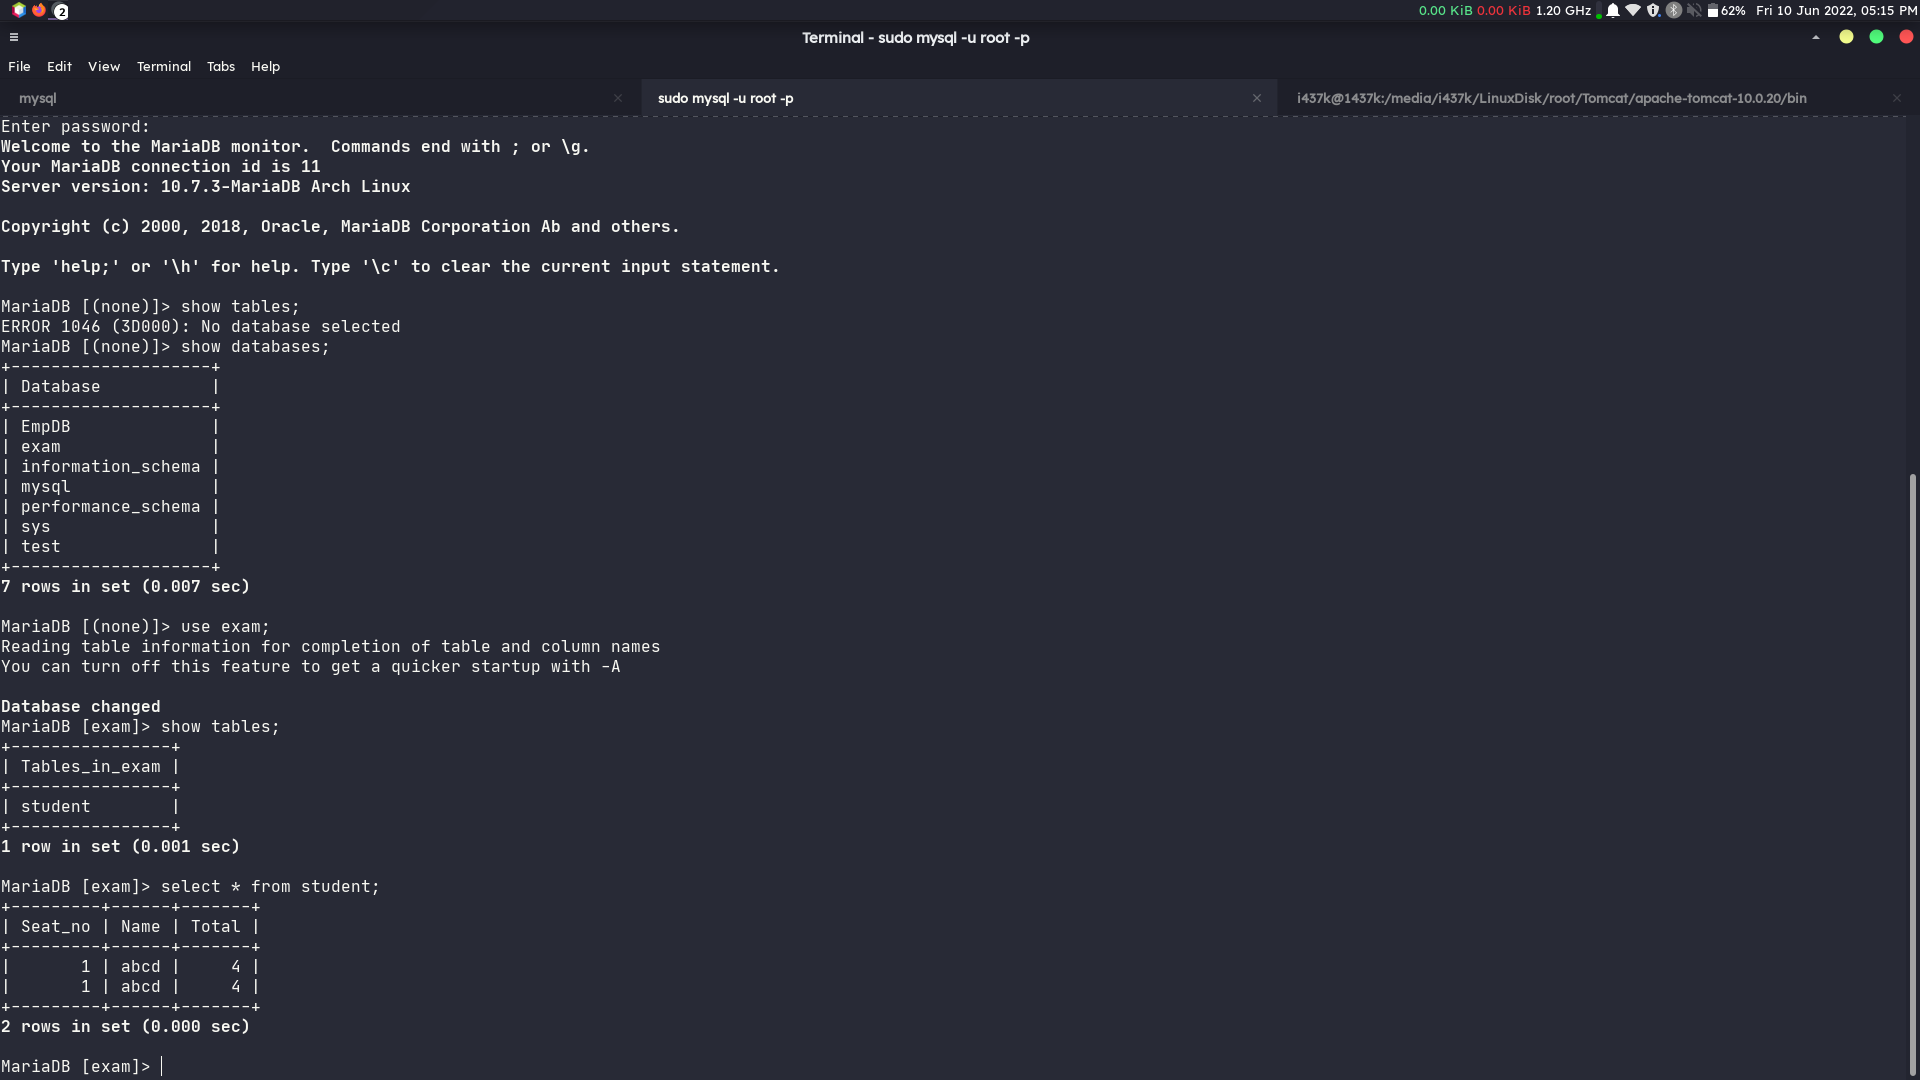 2
0.00 KiB 0.00 KiB 1.20 GHz 62% Fri 10 Jun 2022, 05:15 PM
Terminal - sudo mysql -u root -p
File Edit View Terminal Tabs Help
mysql
sudo mysql -u root -p
i437k@1437k:/media/i437k/LinuxDisk/root/Tomcat/apache-tomcat-10.0.20/bin
Enter password:
Welcome to the MariaDB monitor.  Commands end with ; or \g.
Your MariaDB connection id is 11
Server version: 10.7.3-MariaDB Arch Linux

Copyright (c) 2000, 2018, Oracle, MariaDB Corporation Ab and others.

Type 'help;' or '\h' for help. Type '\c' to clear the current input statement.

MariaDB [(none)]> show tables;
ERROR 1046 (3D000): No database selected
MariaDB [(none)]> show databases;
+--------------------+
| Database           |
+--------------------+
| EmpDB              |
| exam               |
| information_schema |
| mysql              |
| performance_schema |
| sys                |
| test               |
+--------------------+
7 rows in set (0.007 sec)

MariaDB [(none)]> use exam;
Reading table information for completion of table and column names
You can turn off this feature to get a quicker startup with -A

Database changed
MariaDB [exam]> show tables;
+----------------+
| Tables_in_exam |
+----------------+
| student        |
+----------------+
1 row in set (0.001 sec)

MariaDB [exam]> select * from student;
+---------+------+-------+
| Seat_no | Name | Total |
+---------+------+-------+
|       1 | abcd |     4 |
|       1 | abcd |     4 |
+---------+------+-------+
2 rows in set (0.000 sec)

MariaDB [exam]>